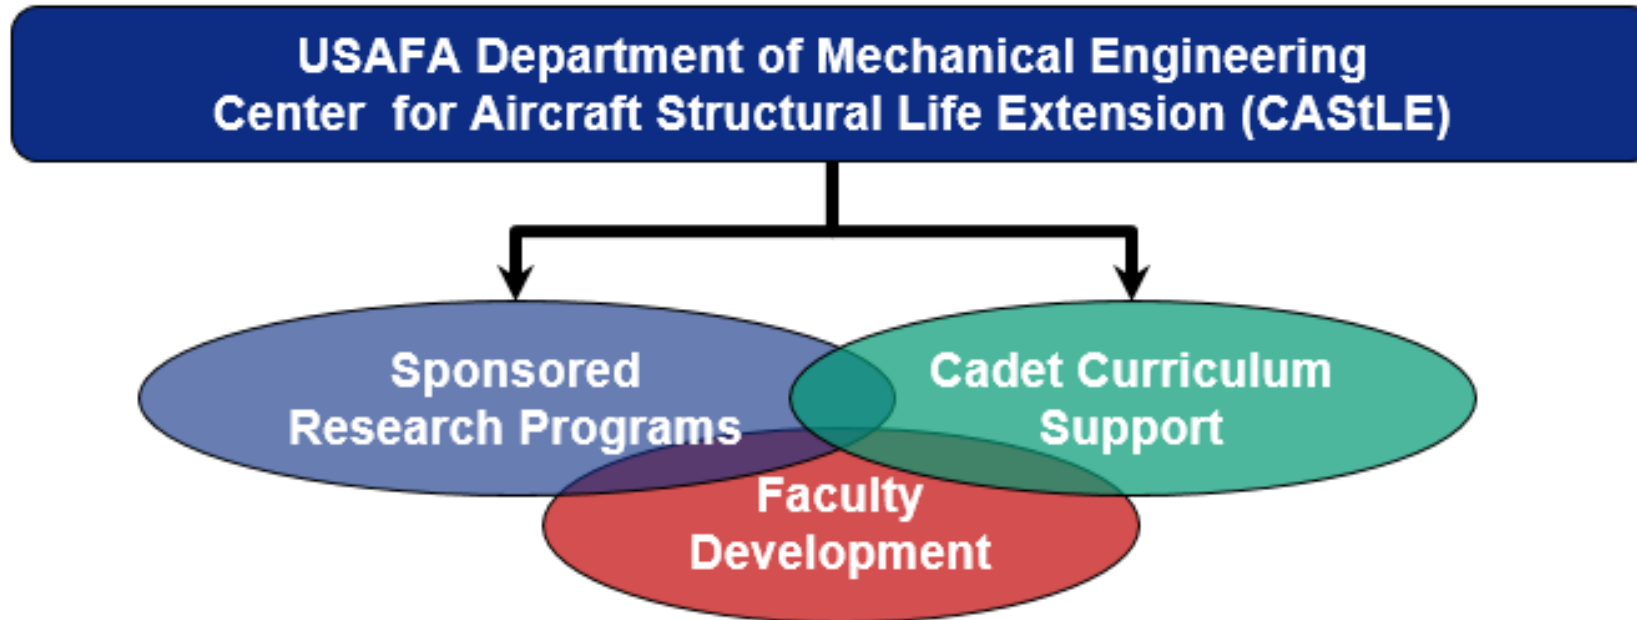 USAFA Department of Mechanical Engineering
Center for Aircraft Structural Life Extension (CAStLE)
Sponsored
Research Programs
Cadet Curriculum
Support
Faculty
Development